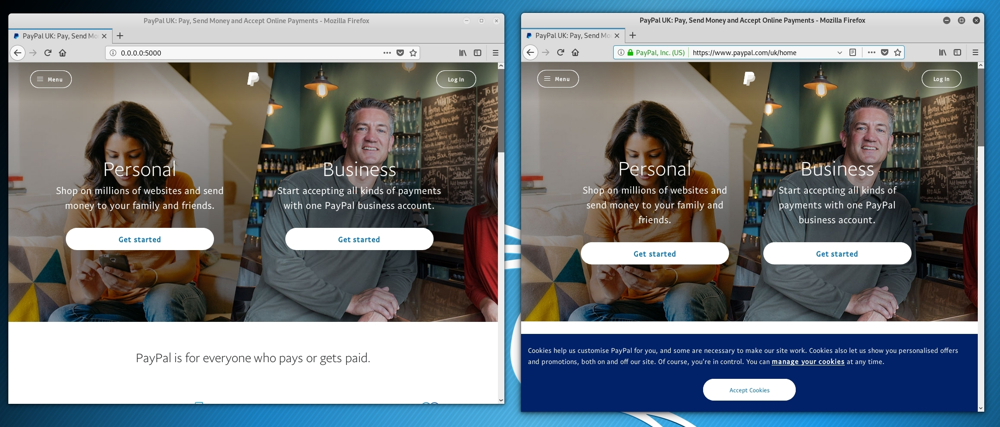 PayPal UK: Pay, Send Money and Accept Online Payments - Mozilla Firefox
PayPal UK: Pay, Send Mo
0.0.0.0:5000
Menu
Log In
Personal
Shop on millions of websites and send
money to your family and friends.
Get started
Business
Start accepting all kinds of payments
with one PayPal business account.
Get started
PayPal is for everyone who pays or gets paid.
PayPal UK: Pay, Send Money and Accept Online Payments - Mozilla Firefox
PayPal UK: Pay, Send Mo
PayPal, Inc. (US)
https://www.paypal.com/uk/home
Menu
Log In
WHITES
Personal
Shop on millions of websites and
send money to your family and
friends.
Get started
Business
Start accepting all kinds of
payments with one PayPal
business account.
Get started
Cookies help us customise PayPal for you, and some are necessary to make our site work. Cookies also let us show you personalised offers
and promotions, both on and off our site. Of course, you're in control. You can manage your cookies at any time.
Accept Cookies